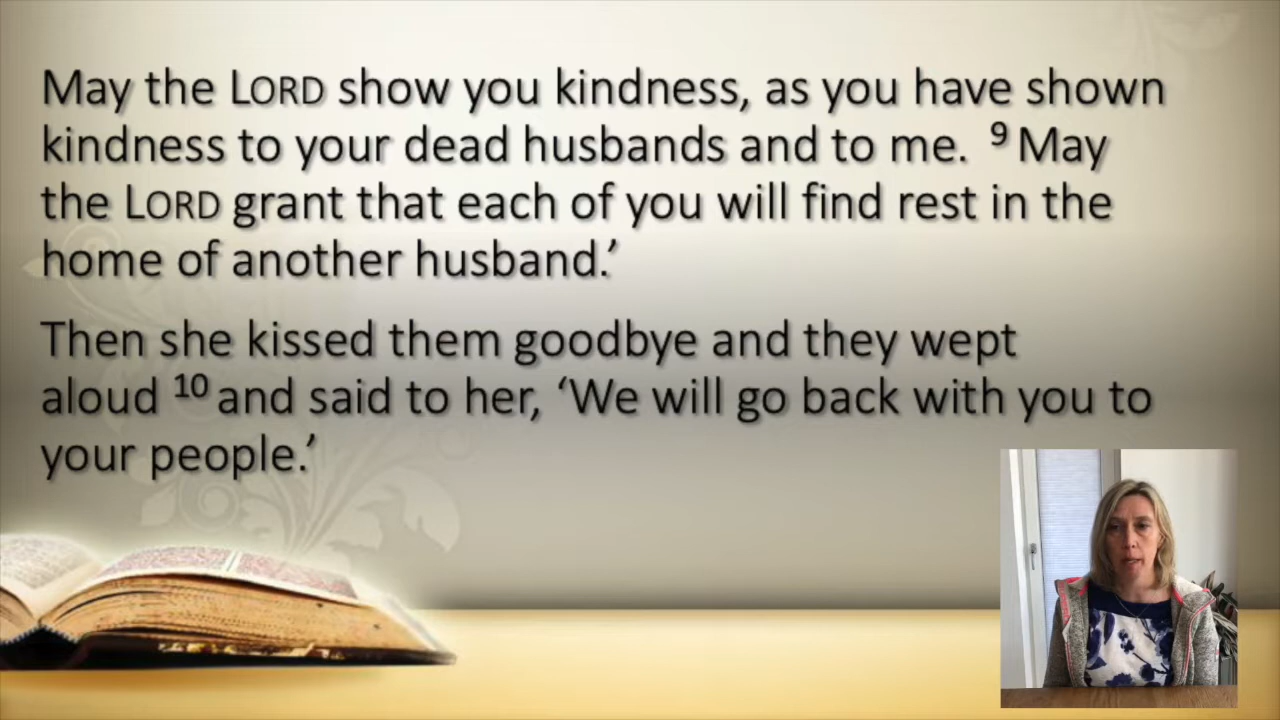 May the LORD show you kindness, as you have shown
kindness to your dead husbands and to me. 9 May
the LORD grant that each of you will find rest in the
home of another husband.’
Then she kissed them goodbye and they wept
aloud 10 and said to her, ‘We will go back with you to
your people.’